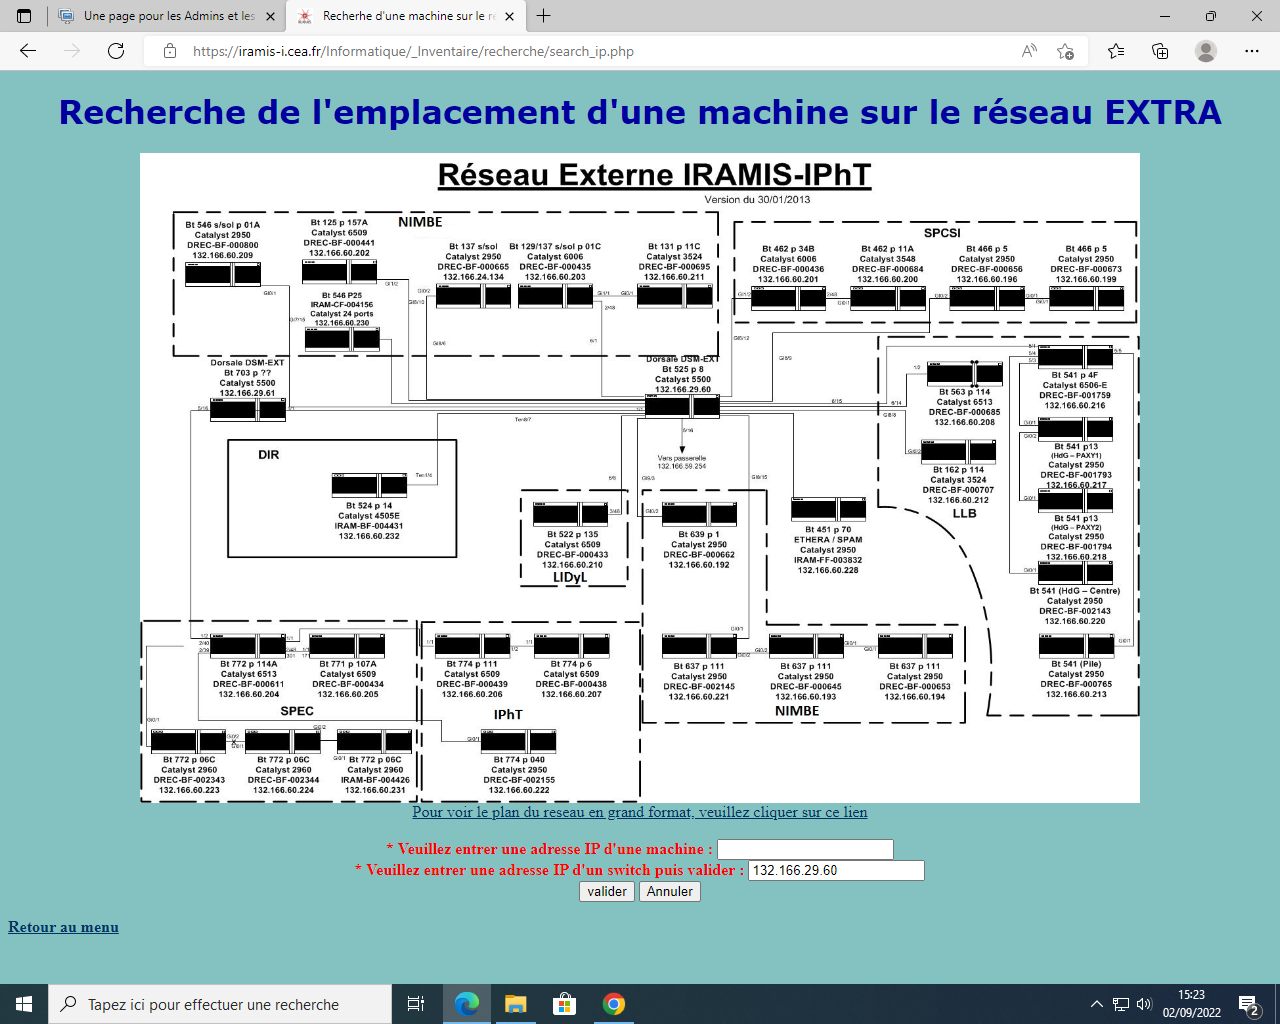 Une page pour les Admins et les
Recherhe d'une machine sur le re
https://iramis-i.cea.fr/Informatique/_Inventaire/recherche/search_ip.php
Recherche de l'emplacement d'une machine sur le réseau EXTRA
Réseau Externe IRAMIS-IPhT
Version du 30/01/2013
NIMBE
Bt 546 s/sol p 01A
Catalyst 2950
DREC-BF-000800
132.166.60.209
Bt 125 p 157A
Catalyst 6509
DREC-BF-000441
132.166.60.202
Bt 546 P25
IRAM-CF-004156
Catalyst 24 ports
132.166.60.230
Bt 137 s/sol
Catalyst 2950
DREC-BF-000665
132.166.24.134
Bt 129/137 s/sol p 01C
Catalyst 6006
DREC-BF-000435
132.166.60.203
Bt 131 p 11C
Catalyst 3524
DREC-BF-000695
132.166.60.211
SPCSI
Bt 462 p 34B
Catalyst 6006
DREC-BF-000436
132.166.60.201
Bt 462 p 11A
Catalyst 3548
DREC-BF-000684
132.166.60.200
Bt 466 p 5
Catalyst 2950
DREC-BF-000656
132.166.60.196
Bt 466 p 5
Catalyst 2950
DREC-BF-000673
132.166.60.199
Dorsale DSM-EXT
Bt 703 p ??
Catalyst 5500
132.166.29.61
Dorsale DSM-EXT
Bt 525 p 8
Catalyst 5500
132.166.29.60
Vers passerelle
132.166.59.254
Bt 563 p 114
Catalyst 6513
DREC-BF-000685
132.166.60.208
Bt 162 p 114
Catalyst 3524
DREC-BF-000707
132.166.60.212
LLB
Bt 541 p 4F
Catalyst 6506-E
DREC-BF-001759
132.166.60.216
Bt 541 p13
(HdG – PAXY1)
Catalyst 2950
DREC-BF-001793
132.166.60.217
Bt 541 p13
(HdG – PAXY2)
Catalyst 2950
DREC-BF-001794
132.166.60.218
Bt 541 (HdG – Centre)
Catalyst 2950
DREC-BF-002143
132.166.60.220
Bt 541 (Pile)
Catalyst 2950
DREC-BF-000765
132.166.60.213
DIR
Bt 524 p 14
Catalyst 4505E
IRAM-BF-004431
132.166.60.232
Bt 522 p 135
Catalyst 6509
DREC-BF-000433
132.166.60.210
LIDyL
Bt 639 p 1
Catalyst 2950
DREC-BF-000662
132.166.60.192
Bt 451 p 70
ETHERA / SPAM
Catalyst 2950
IRAM-FF-003832
132.166.60.228
Bt 772 p 114A
Catalyst 6513
DREC-BF-000611
132.166.60.204
Bt 771 p 107A
Catalyst 6509
DREC-BF-000434
132.166.60.205
SPEC
Bt 772 p 06C
Catalyst 2960
DREC-BF-002343
132.166.60.223
Bt 772 p 06C
Catalyst 2960
DREC-BF-002344
132.166.60.224
Bt 772 p 06C
Catalyst 2960
IRAM-BF-004426
132.166.60.231
Bt 774 p 111
Catalyst 6509
DREC-BF-000439
132.166.60.206
Bt 774 p 6
Catalyst 6509
DREC-BF-000438
132.166.60.207
IPhT
Bt 774 p 040
Catalyst 2950
DREC-BF-002155
132.166.60.222
Bt 637 p 111
Catalyst 2950
DREC-BF-002145
132.166.60.221
Bt 637 p 111
Catalyst 2950
DREC-BF-000645
132.166.60.193
Bt 637 p 111
Catalyst 2950
DREC-BF-000653
132.166.60.194
NIMBE
Pour voir le plan du reseau en grand format, veuillez cliquer sur ce lien
* Veuillez entrer une adresse IP d'une machine :
* Veuillez entrer une adresse IP d'un switch puis valider : 132.166.29.60
valider Annuler
Retour au menu
Tapez ici pour effectuer une recherche
15:23
02/09/2022
2